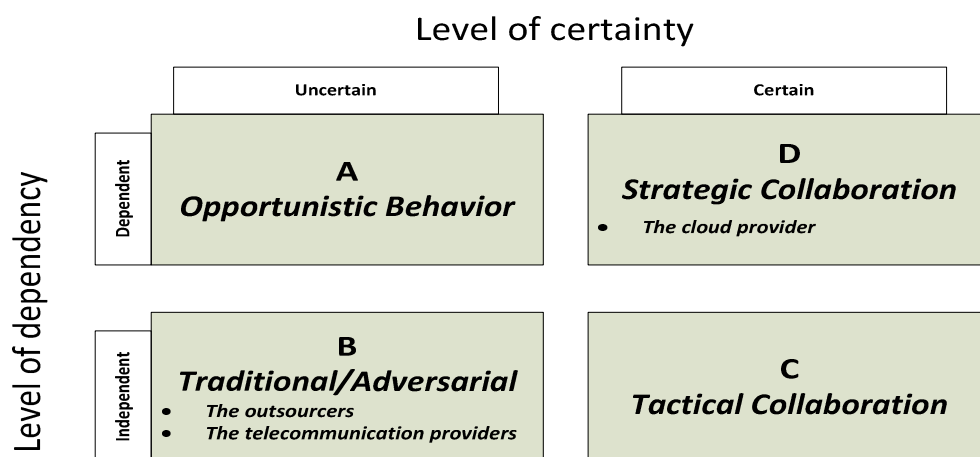 Level of certainty
Uncertain
Certain
Level of dependency
Dependent
A
Opportunistic Behavior
D
Strategic Collaboration
• The cloud provider
Independent
B
Traditional/Adversarial
• The outsourcers
• The telecommunication providers
C
Tactical Collaboration